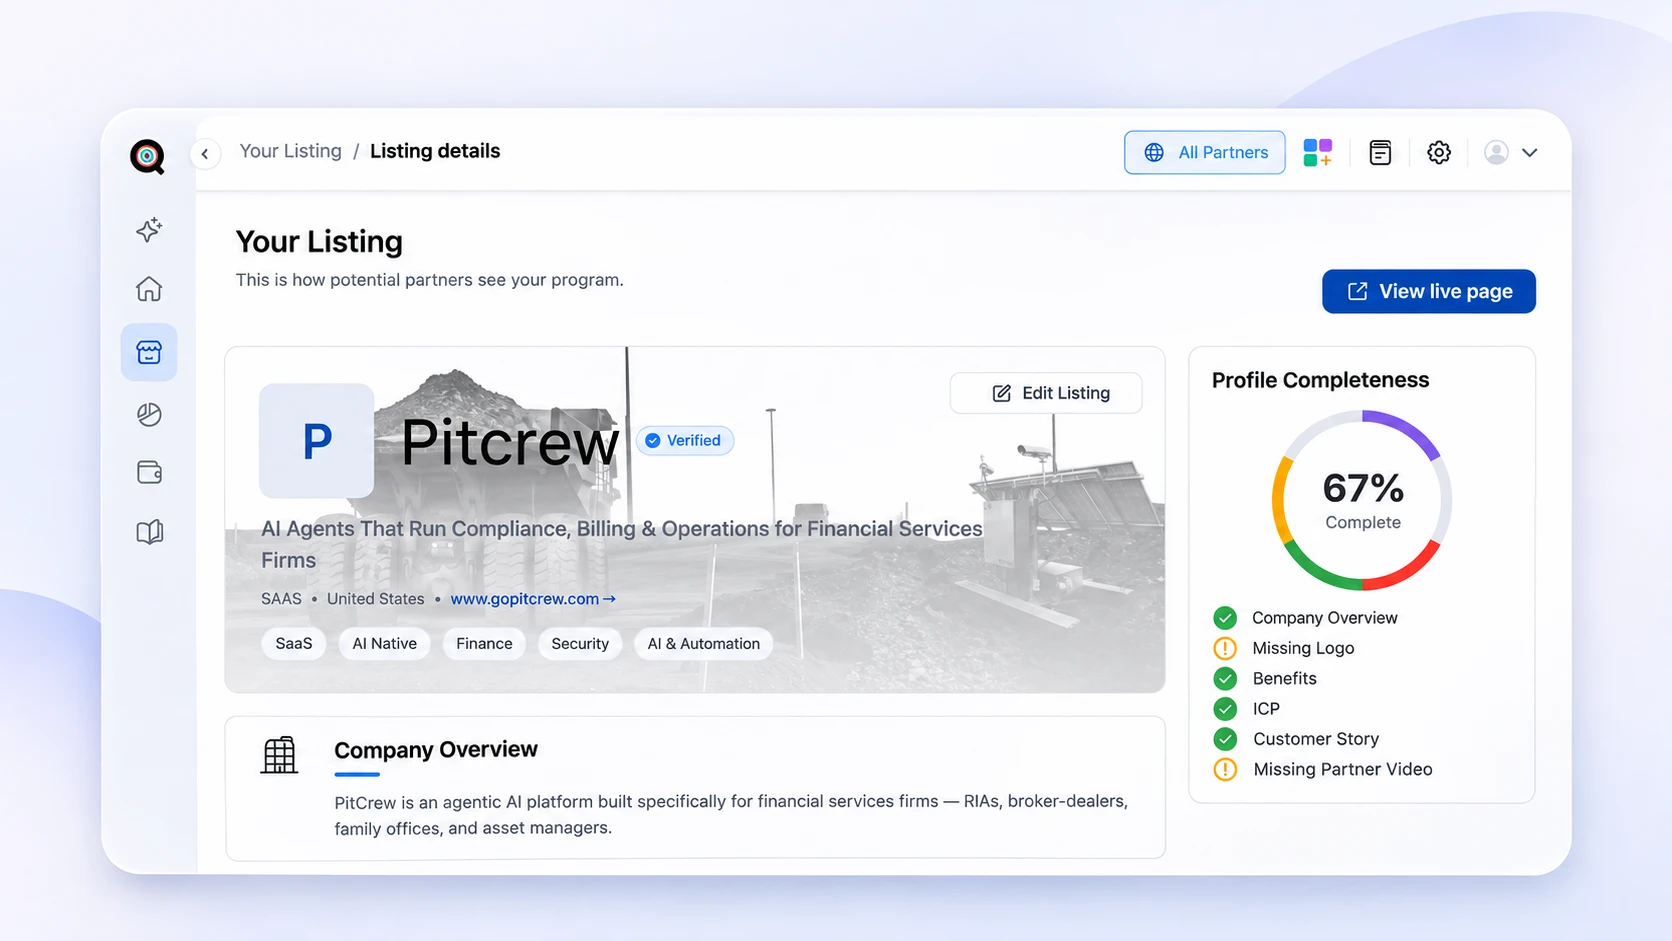 Your Listing / Listing details
All Partners
Your Listing
This is how potential partners see your program.
View live page
P
Pitcrew
Verified
Edit Listing
AI Agents That Run Compliance, Billing & Operations for Financial Services
Firms
SAAS • United States • www.gopitcrew.com →
SaaS
AI Native
Finance
Security
AI & Automation
Company Overview
PitCrew is an agentic AI platform built specifically for financial services firms — RIAs, broker-dealers,
family offices, and asset managers.
Profile Completeness
67%
Complete
Company Overview
Missing Logo
Benefits
ICP
Customer Story
Missing Partner Video